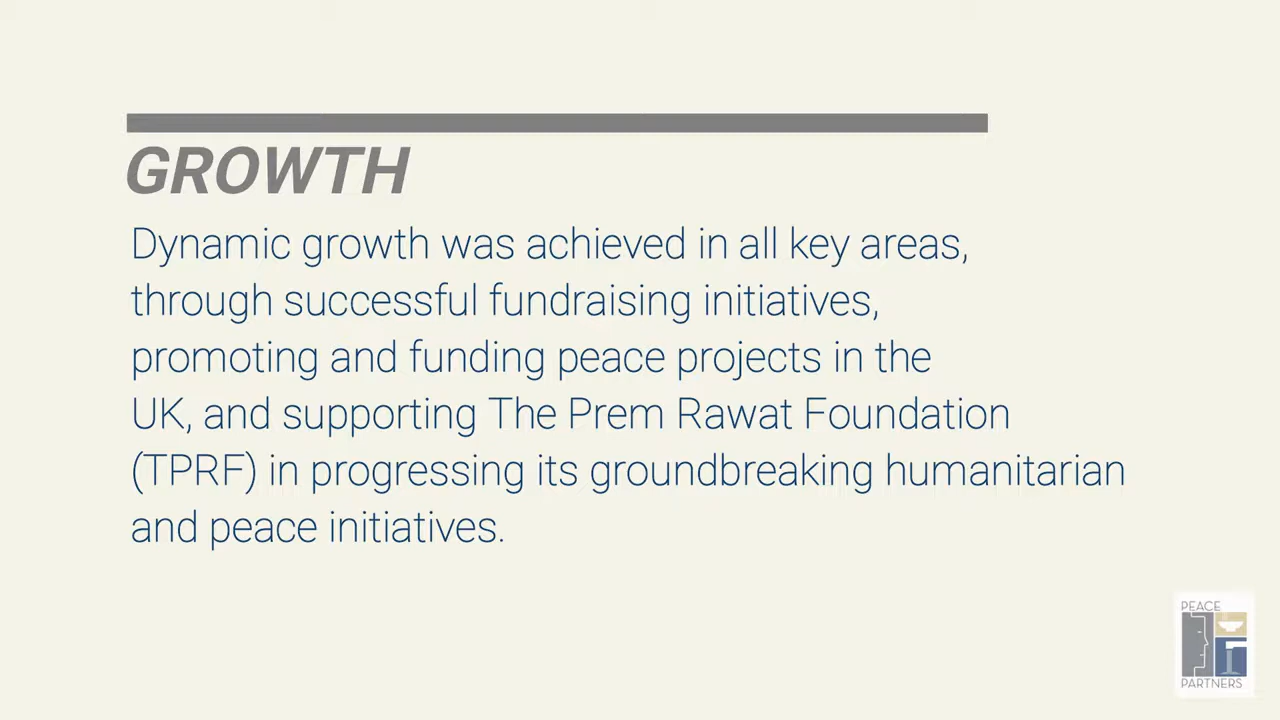 GROWTH
Dynamic growth was achieved in all key areas,
through successful fundraising initiatives,
promoting and funding peace projects in the
UK, and supporting The Prem Rawat Foundation
(TPRF) in progressing its groundbreaking humanitarian
and peace initiatives.
PEACE
PARTNERS